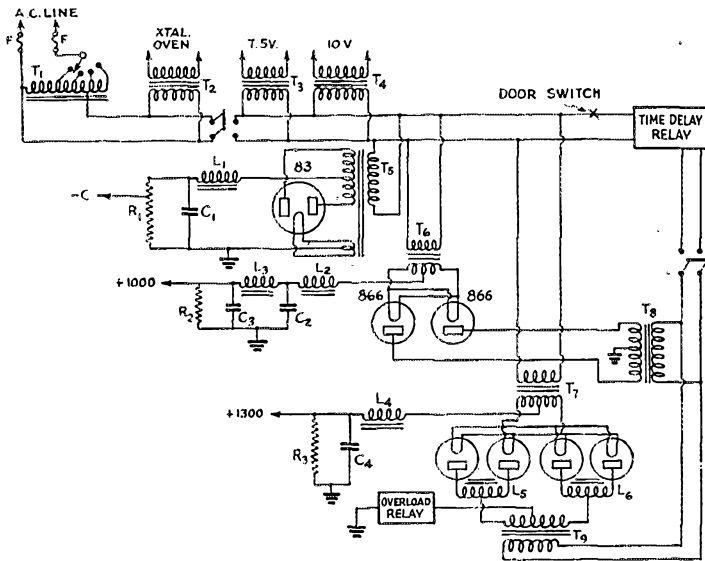 A.C. LINE
F
F
T1
XTAL. OVEN
T2
7.5V.
T3
10 V
T4
DOOR SWITCH
TIME DELAY RELAY
L1
83
T5
-C
R1
C1
T6
+1000
L3
L2
866
866
R2
C3
C2
T8
T7
+1300
L4
R3
C4
L5
L6
OVERLOAD RELAY
T9